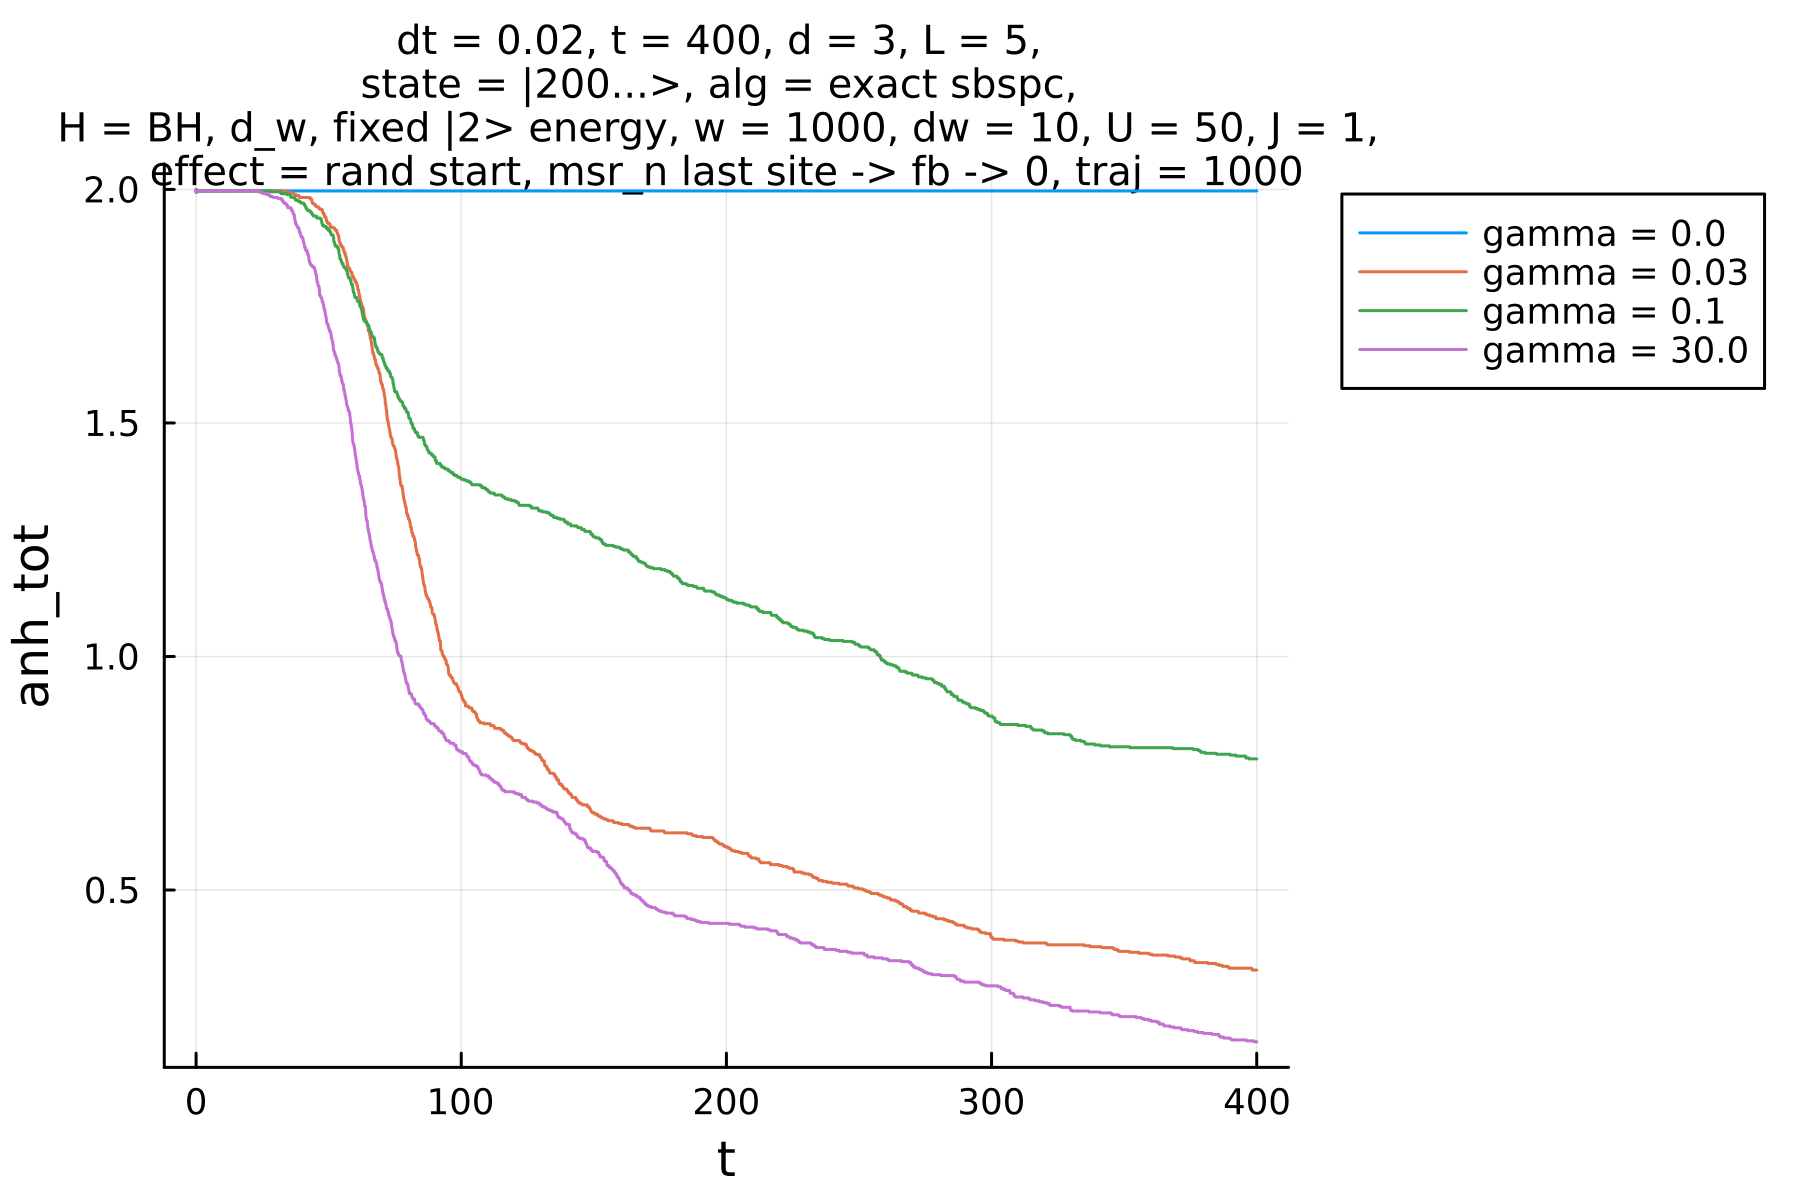 dt = 0.02, t = 400, d = 3, L = 5,
state = |200...>, alg = exact sbspc,
H = BH, d_w, fixed |2> energy, w = 1000, dw = 10, U = 50, J = 1,
effect = rand start, msr_n last site -> fb -> 0, traj = 1000
2.0
1.5
1.0
0.5
anh_tot
0 100 200 300 400
t
gamma = 0.0
gamma = 0.03
gamma = 0.1
gamma = 30.0